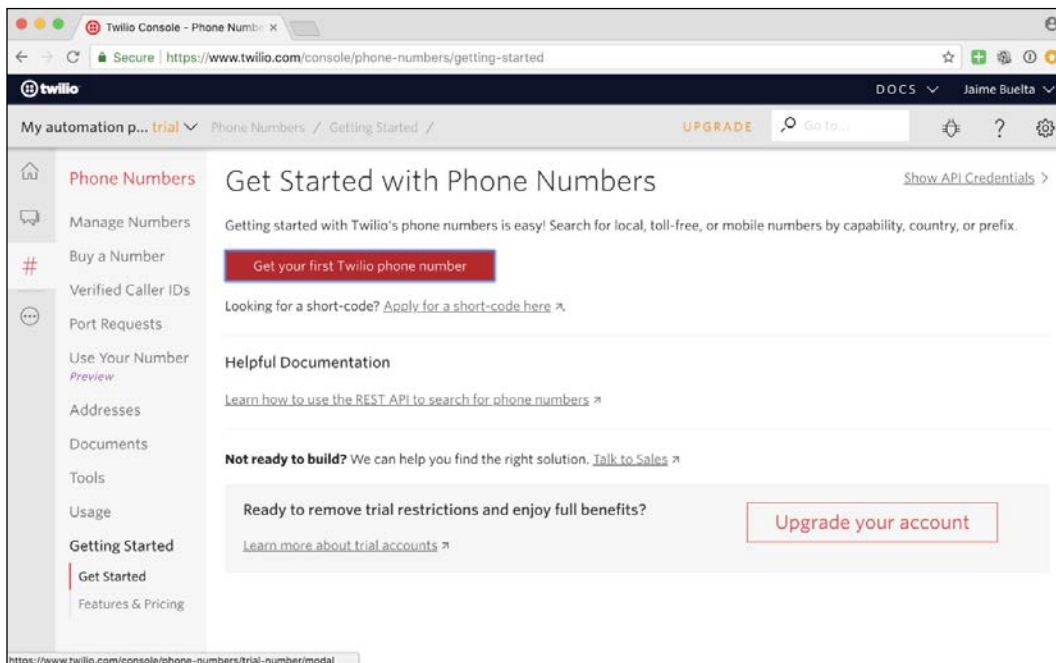 Twilio Console - Phone Numbe ×
Secure | https://www.twilio.com/console/phone-numbers/getting-started
twilio
DOCS
Jaime Buelta
My automation p... trial
Phone Numbers / Getting Started /
UPGRADE
Go to...
Show API Credentials >
Phone Numbers
Manage Numbers
Buy a Number
#
Verified Caller IDs
Port Requests
Use Your Number
Preview
Addresses
Documents
Tools
Usage
Getting Started
Get Started
Features & Pricing
Get Started with Phone Numbers
Getting started with Twilio's phone numbers is easy! Search for local, toll-free, or mobile numbers by capability, country, or prefix.
Get your first Twilio phone number
Looking for a short-code? Apply for a short-code here.
Helpful Documentation
Learn how to use the REST API to search for phone numbers
Not ready to build? We can help you find the right solution. Talk to Sales
Ready to remove trial restrictions and enjoy full benefits?
Learn more about trial accounts
Upgrade your account
https://www.twilio.com/console/phone-numbers/trial-number/modal